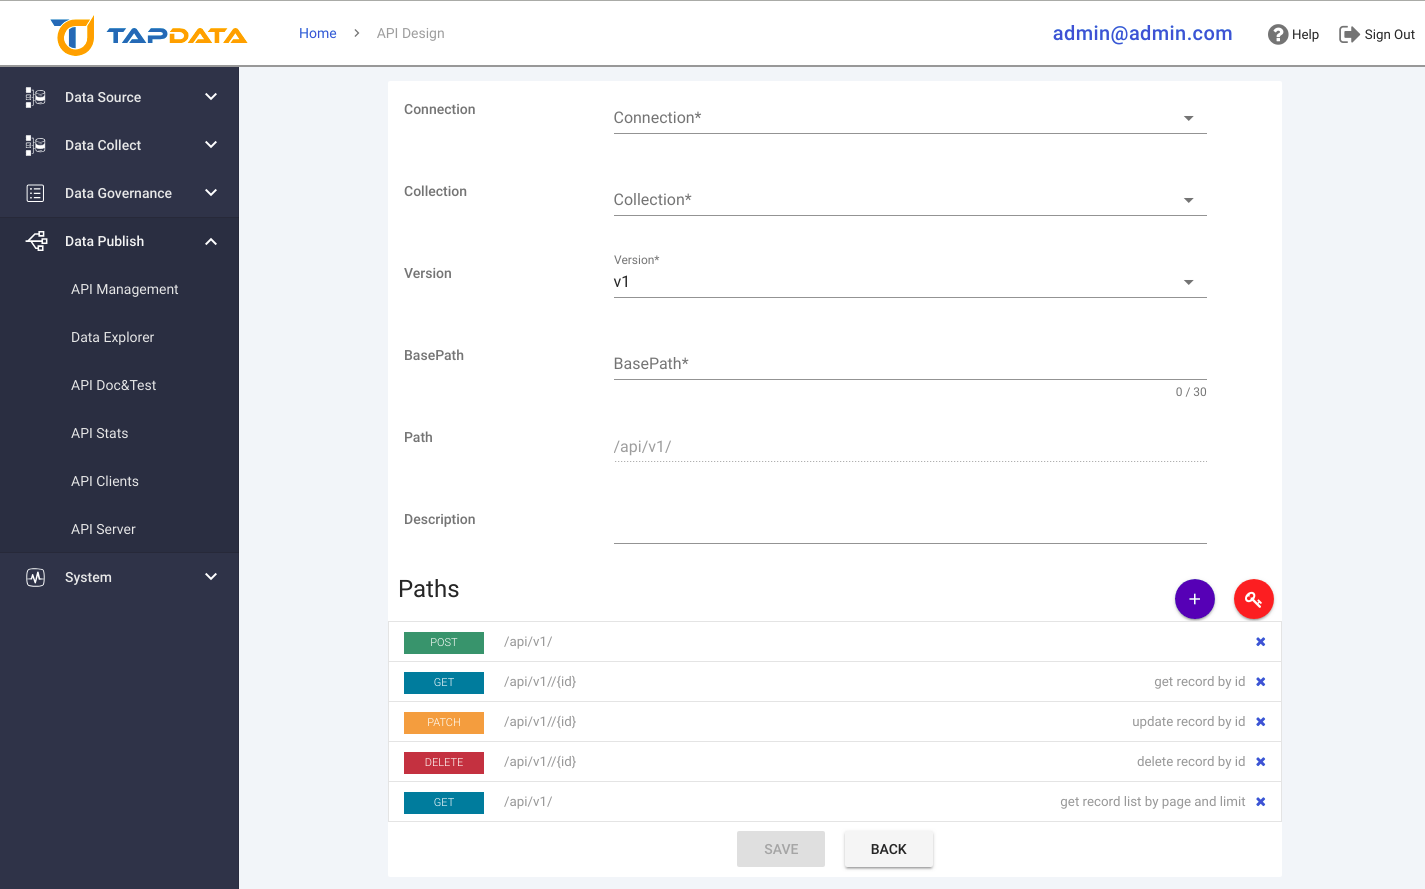 TAPDATA
Home > API Design
admin@admin.com
Help
Sign Out
Data Source
Data Collect
Data Governance
Data Publish
API Management
Data Explorer
API Doc&Test
API Stats
API Clients
API Server
System
Connection
Connection*
Collection
Collection*
Version
Version*
v1
BasePath
BasePath*
0 / 30
Path
/api/v1/
Description
Paths
+
POST /api/v1/
GET /api/v1//{id} get record by id
PATCH /api/v1//{id} update record by id
DELETE /api/v1//{id} delete record by id
GET /api/v1/ get record list by page and limit
SAVE
BACK